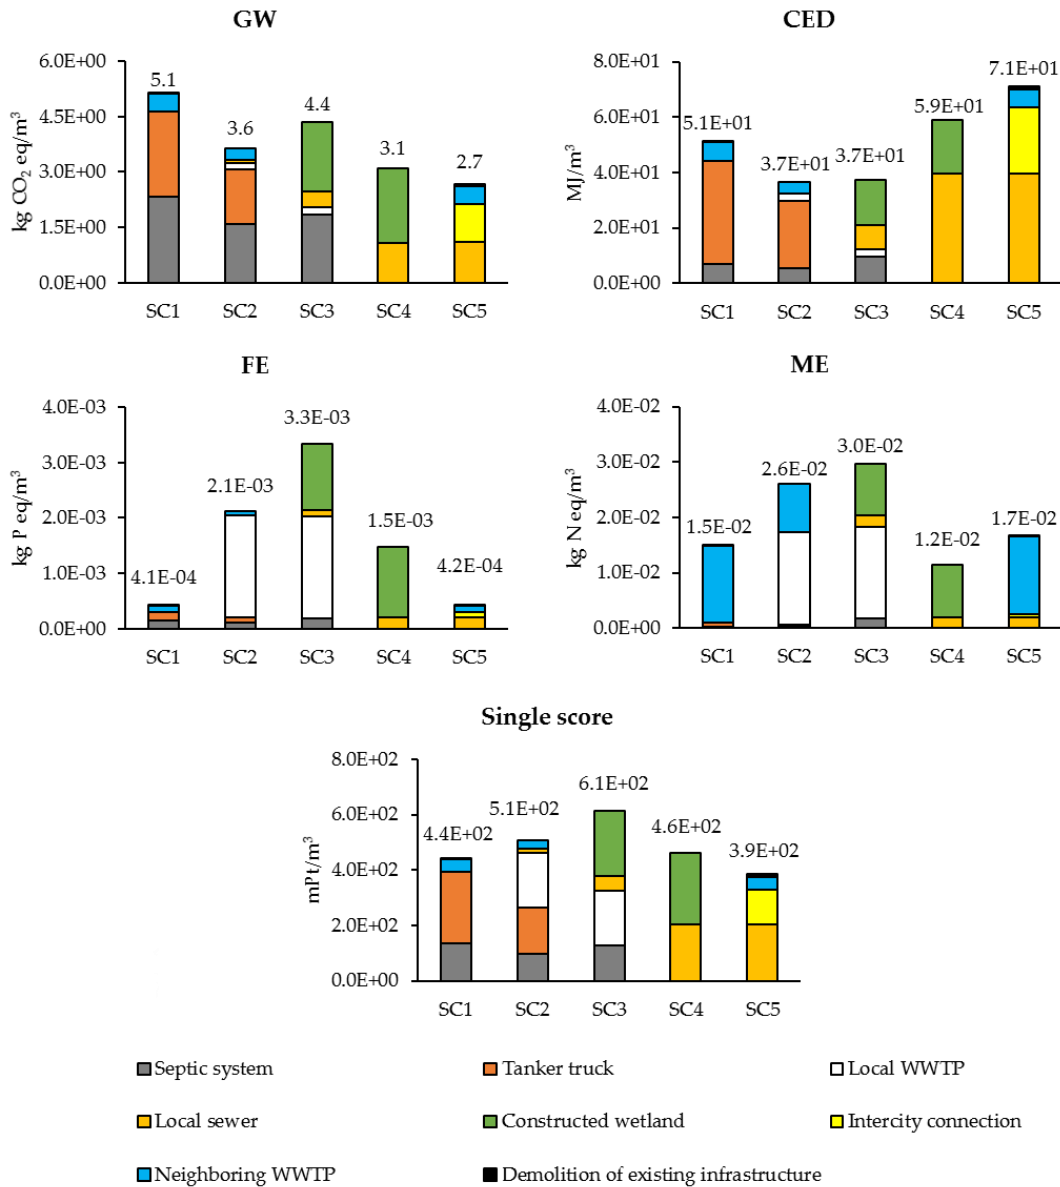 GW
CED
6.0E+00
4.5E+00
3.0E+00
1.5E+00
0.0E+00
kg CO₂ eq/m³
5.1
3.6
4.4
3.1
2.7
SC1 SC2 SC3 SC4 SC5
8.0E+01
6.0E+01
4.0E+01
2.0E+01
0.0E+00
MJ/m³
5.1E+01
3.7E+01
3.7E+01
5.9E+01
7.1E+01
SC1 SC2 SC3 SC4 SC5
FE
ME
4.0E-03
3.0E-03
2.0E-03
1.0E-03
0.0E+00
kg P eq/m³
4.1E-04
2.1E-03
3.3E-03
1.5E-03
4.2E-04
SC1 SC2 SC3 SC4 SC5
4.0E-02
3.0E-02
2.0E-02
1.0E-02
0.0E+00
kg N eq/m³
1.5E-02
2.6E-02
3.0E-02
1.2E-02
1.7E-02
SC1 SC2 SC3 SC4 SC5
Single score
8.0E+02
6.0E+02
4.0E+02
2.0E+02
0.0E+00
mPt/m³
4.4E+02
5.1E+02
6.1E+02
4.6E+02
3.9E+02
SC1 SC2 SC3 SC4 SC5
Septic system Tanker truck Local WWTP
Local sewer Constructed wetland Intercity connection
Neighboring WWTP Demolition of existing infrastructure